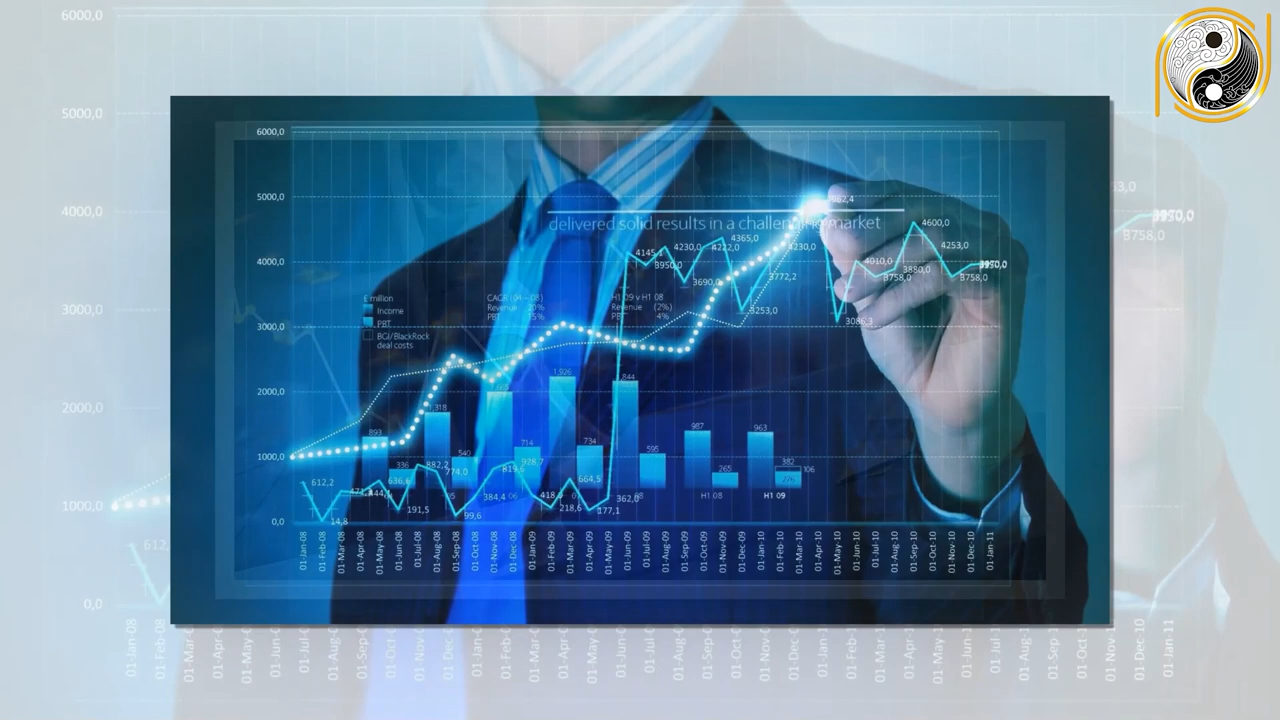 6000,0
5000,0
4000,0
3000,0
2000,0
1000,0
0,0
delivered solid results in a challenging market
4145
3950,0
4230,0
3690,0
4222,0
4365,0
3253,0
3772,2
4230,0
3086,3
4010,0
3758,0
3880,0
4600,0
4253,0
3758,0
£ million
Income
PBT
BGI/BlackRock
deal costs
CAGR (04 – 08)
Revenue 20%
PBT 15%
H1 09 v H1 08
Revenue (2%)
PBT 4%
893
336
1,318
540
714
1,926
734
844
595
987
265
963
382
106
276
612,2
14,8
444,
636,6
191,5
882,2
774,0
99,6
384,4
819,6
928,7
418,
218,6
664,5
177,1
362,0
05
06
H1 08
H1 09
01-Jan-08
01-Feb-08
01-Mar-08
01-Apr-08
01-May-08
01-Jun-08
01-Jul-08
01-Aug-08
01-Sep-08
01-Oct-08
01-Nov-08
01-Dec-08
01-Jan-09
01-Feb-09
01-Mar-09
01-Apr-09
01-May-09
01-Jun-09
01-Jul-09
01-Aug-09
01-Sep-09
01-Oct-09
01-Nov-09
01-Dec-09
01-Jan-10
01-Feb-10
01-Mar-10
01-Apr-10
01-May-10
01-Jun-10
01-Jul-10
01-Aug-10
01-Sep-10
01-Oct-10
01-Nov-10
01-Dec-10
01-Jan-11